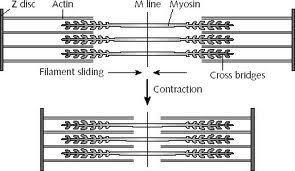 Z disc Actin M line Myosin
Filament sliding Cross bridges
Contraction